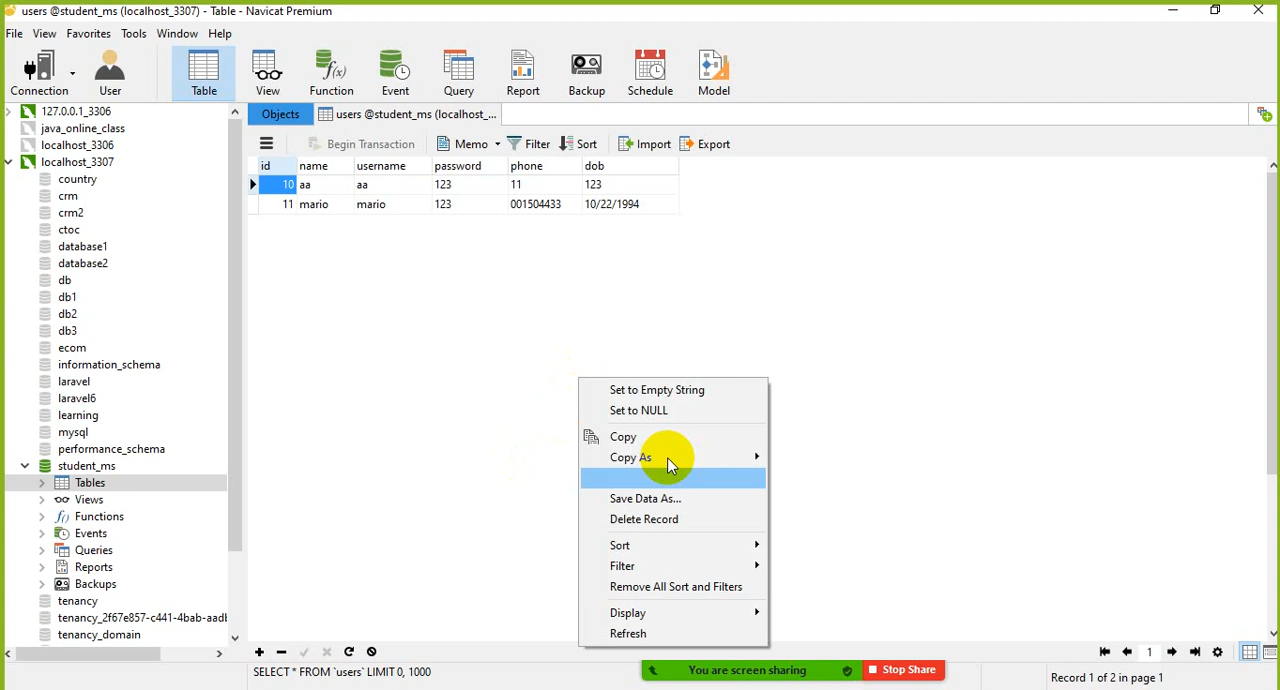 users @student_ms (localhost_3307) - Table - Navicat Premium
File View Favorites Tools Window Help
Connection User Table View Function Event Query Report Backup Schedule Model
Objects users @student_ms (localhost_...
Begin Transaction Memo Filter Sort Import Export
id name username password phone dob
10 aa aa 123 11 123
11 mario mario 123 001504433 10/22/1994
127.0.0.1_3306
java_online_class
localhost_3306
localhost_3307
country
crm
crm2
ctoc
database1
database2
db
db1
db2
db3
ecom
information_schema
laravel
laravel6
learning
mysql
performance_schema
student_ms
Tables
Views
Functions
Events
Queries
Reports
Backups
tenancy
tenancy_2f67e857-c441-4bab-aadl
tenancy_domain
Set to Empty String
Set to NULL
Copy
Copy As
Save Data As...
Delete Record
Sort
Filter
Remove All Sort and Filters
Display
Refresh
1
SELECT * FROM `users` LIMIT 0, 1000
You are screen sharing Stop Share
Record 1 of 2 in page 1